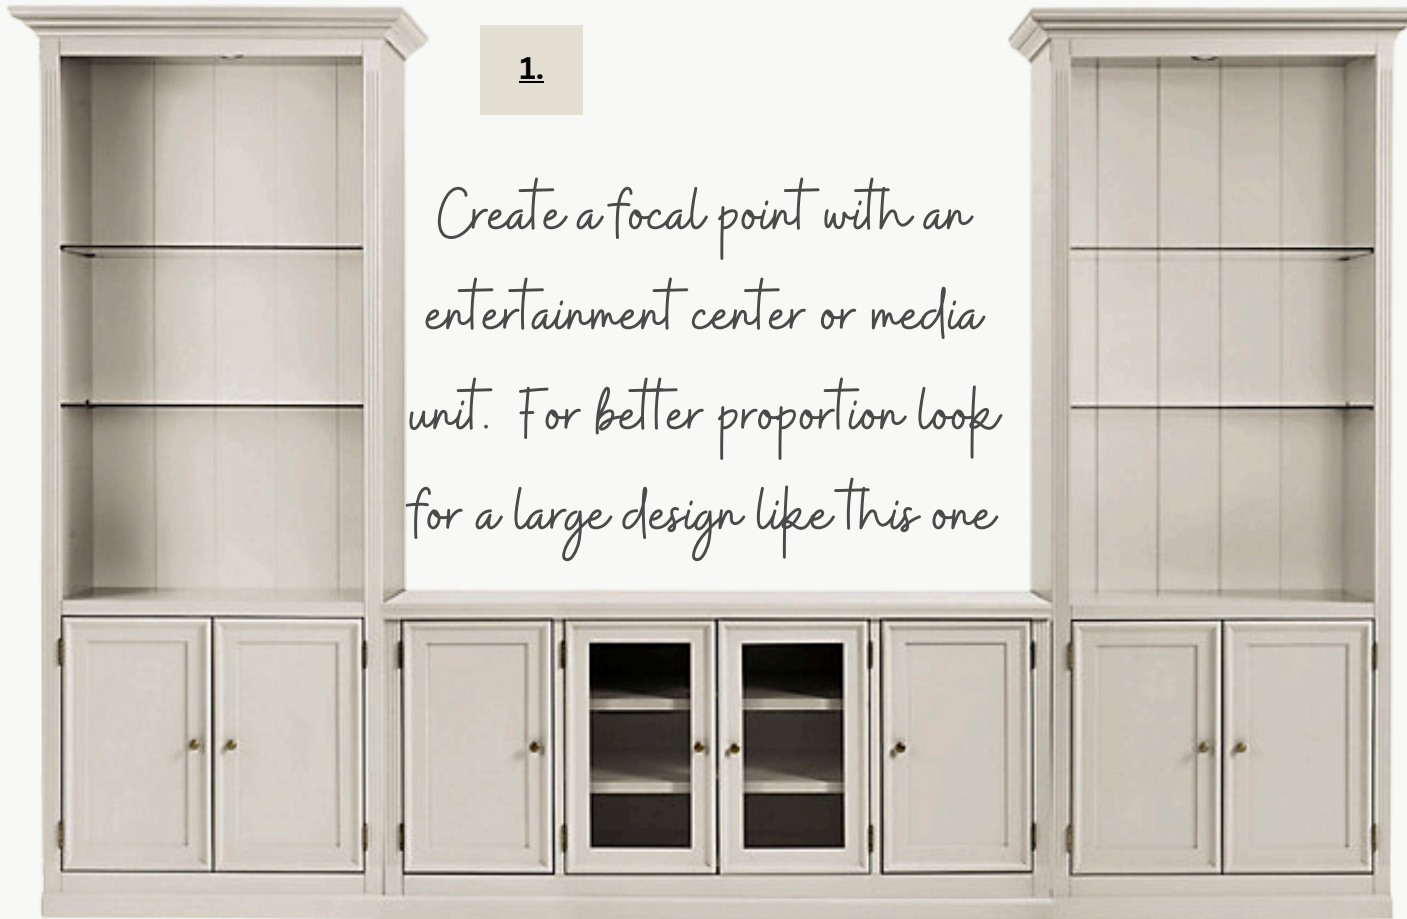 1.
Create a focal point with an
entertainment center or media
unit. For better proportion look
for a large design like this one